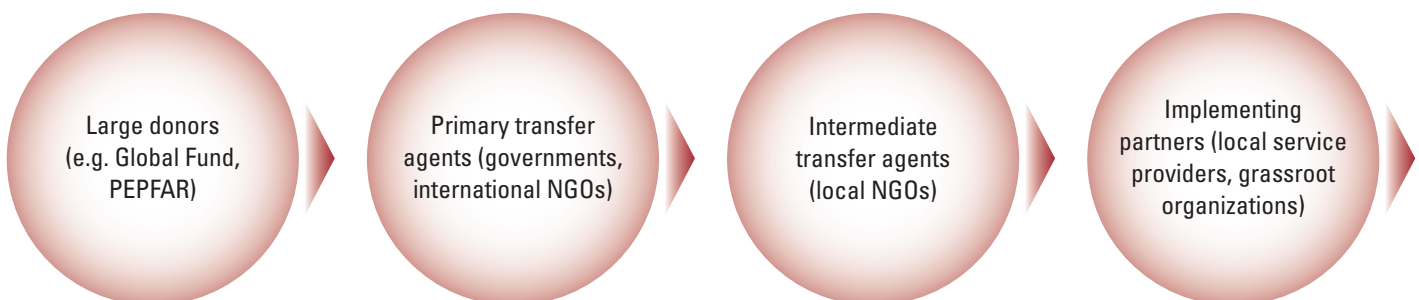 Large donors
(e.g. Global Fund,
PEPFAR)
Primary transfer
agents (governments,
international NGOs)
Intermediate
transfer agents
(local NGOs)
Implementing
partners (local service
providers, grassroot
organizations)